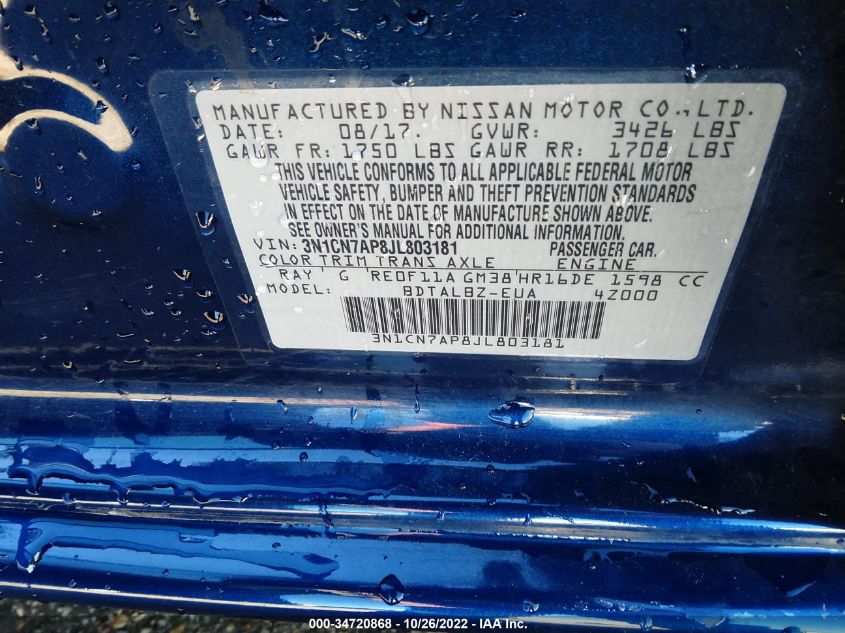 MANUFACTURED BY NISSAN MOTOR CO., LTD.
DATE: 08/17. GVWR: 3426 LBS
GAWR FR: 1750 LBS GAWR RR: 1708 LBS
THIS VEHICLE CONFORMS TO ALL APPLICABLE FEDERAL MOTOR
VEHICLE SAFETY, BUMPER AND THEFT PREVENTION STANDARDS
IN EFFECT ON THE DATE OF MANUFACTURE SHOWN ABOVE.
SEE OWNER'S MANUAL FOR ADDITIONAL INFORMATION.
VIN: 3N1CN7AP8JL803181 PASSENGER CAR.
COLOR TRIM TRANS AXLE ENGINE
RAY G RE0F11A GM38 HR16DE 1598 CC
BDTALBZ-EUA 4Z000
3N1CN7AP8JL803181
000-34720868 - 10/26/2022 - IAA Inc.